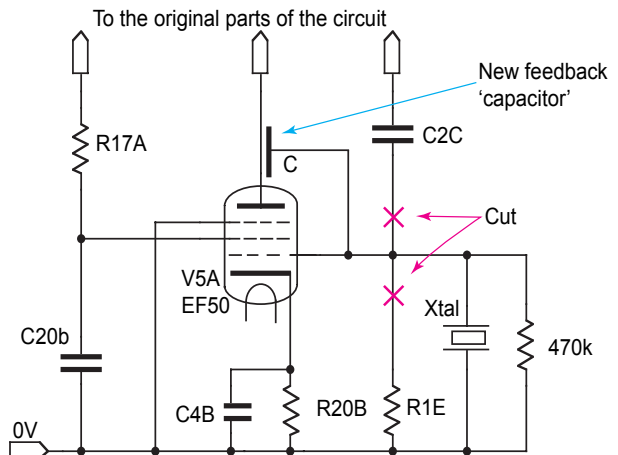 To the original parts of the circuit
New feedback
‘capacitor’
R17A
C2C
C
Cut
V5A
EF50
Xtal
C20b
470k
C4B
R20B
R1E
0V